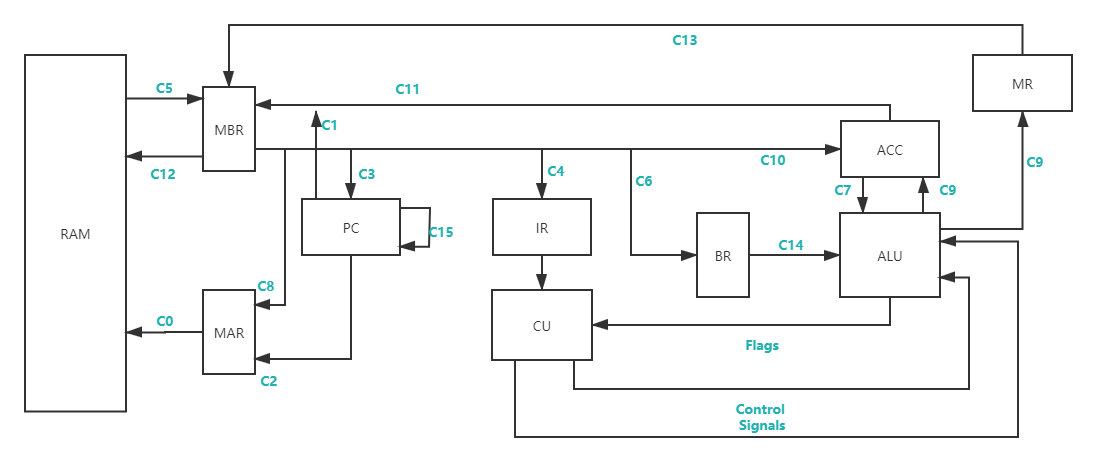 C13
MR
C5
C11
MBR
C1
ACC
C10
C12
C3
C4
C6
C7
C9
C9
RAM
PC
C15
IR
BR
C14
ALU
C8
C0
MAR
CU
Flags
C2
Control
Signals